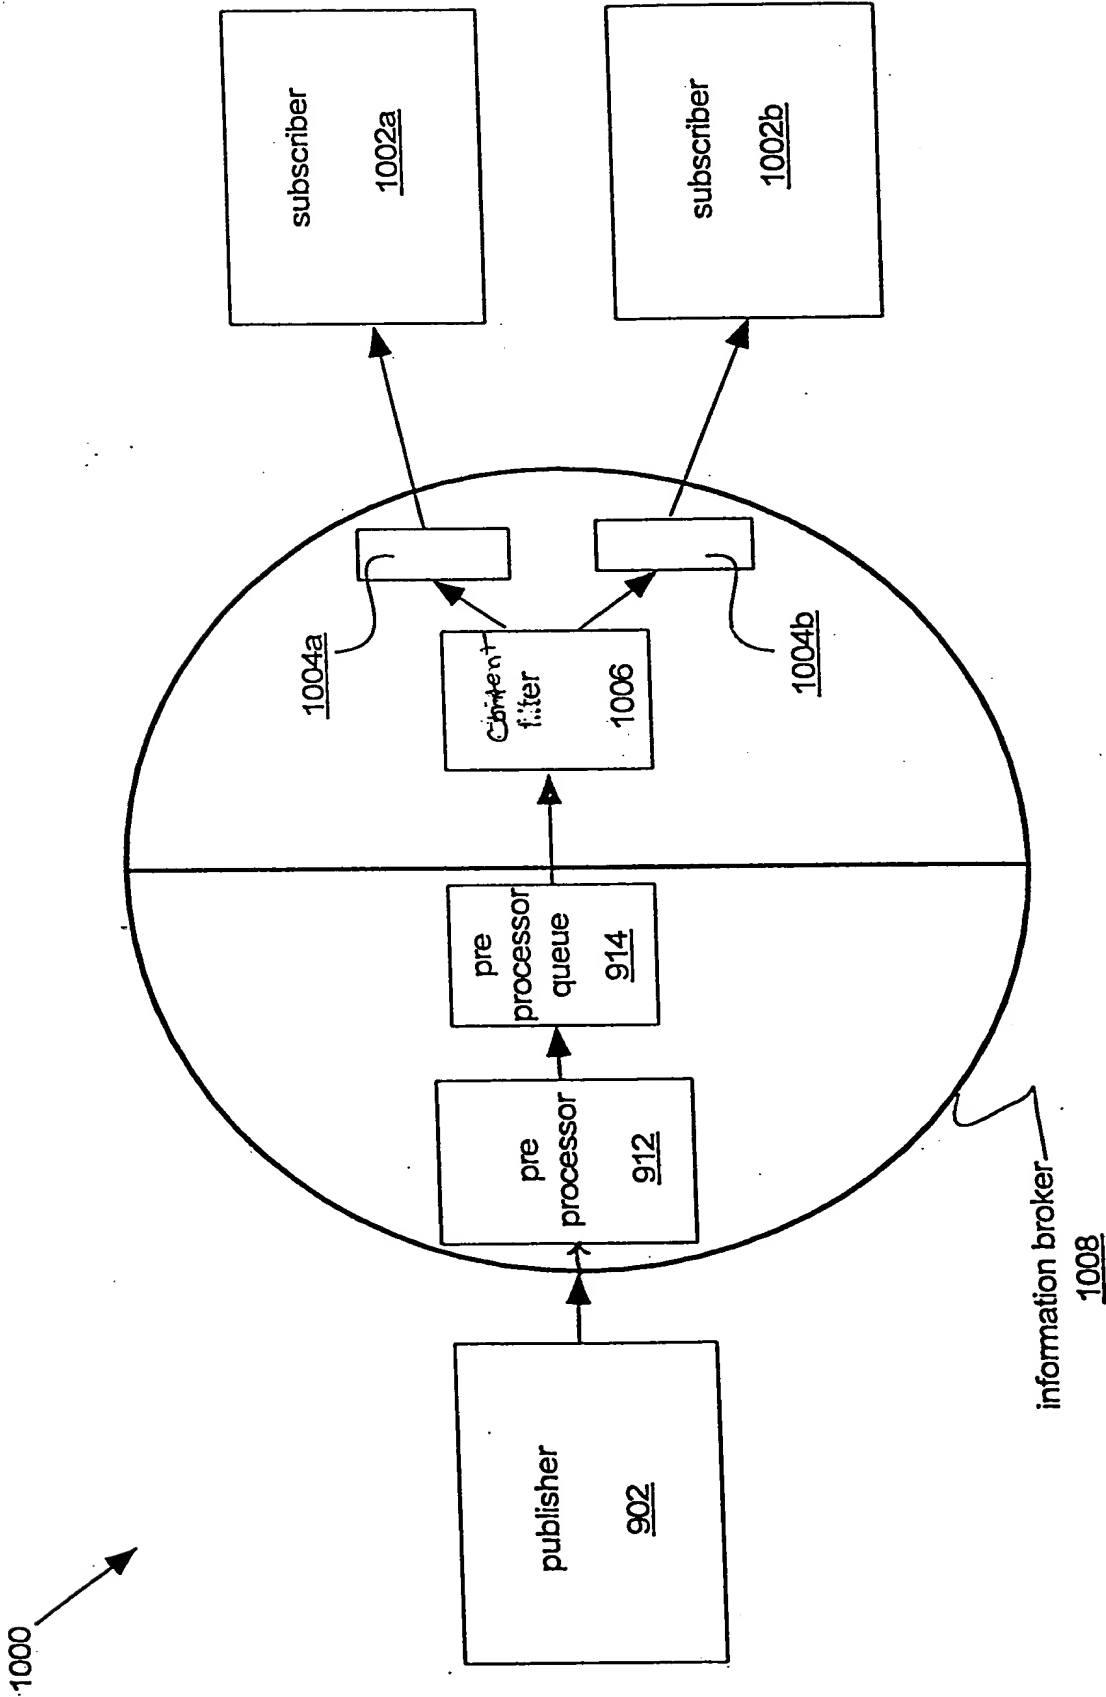 1000
publisher
902
pre
processor
912
pre
processor
queue
914
content
filter
1006
1004a
1004b
subscriber
1002a
subscriber
1002b
information broker
1008